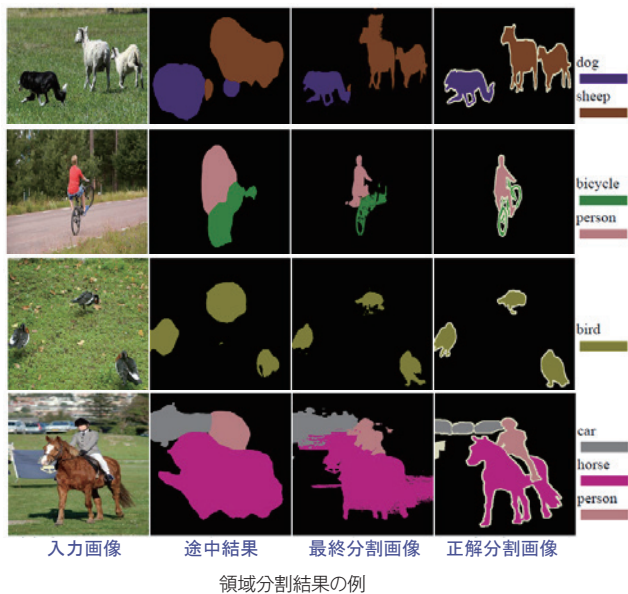 dog
sheep
bicycle
person
bird
car
horse
person
入力画像 途中結果 最終分割画像 正解分割画像
領域分割結果の例